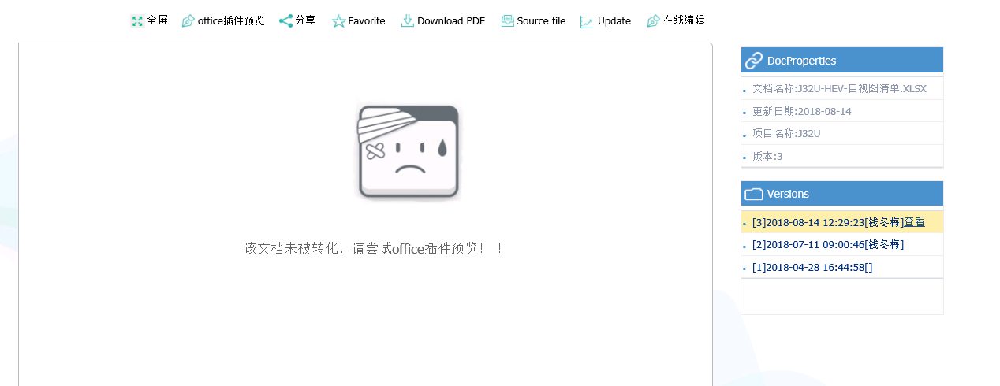 全屏 office插件预览 分享 Favorite Download PDF Source file Update 在线编辑
该文档未被转化，请尝试office插件预览！！
DocProperties
文档名称:J32U-HEV-目视图清单.XLSX
更新日期:2018-08-14
项目名称:J32U
版本:3
Versions
[3]2018-08-14 12:29:23[钱冬梅]查看
[2]2018-07-11 09:00:46[钱冬梅]
[1]2018-04-28 16:44:58[]